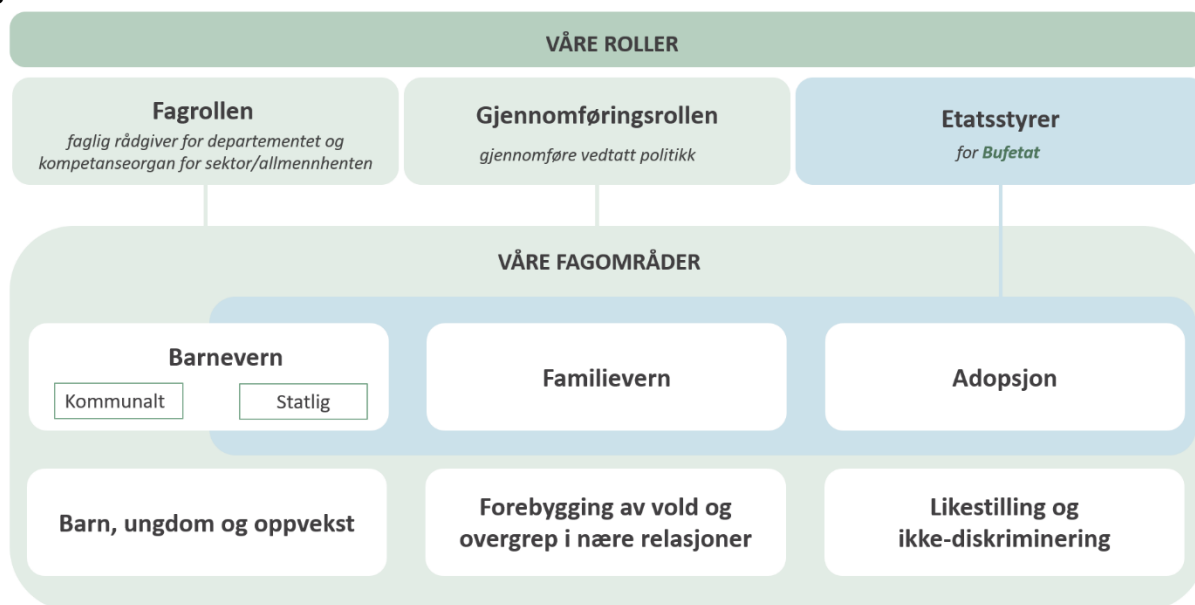 VÅRE ROLLER
Fagrollen
faglig rådgiver for departementet og
kompetanseorgan for sektor/allmennhenten
Gjennomføringsrollen
gjennomføre vedtatt politikk
Etatsstyrer
for Bufetat
VÅRE FAGOMRÅDER
Barnevern
Kommunalt
Statlig
Familievern
Adopsjon
Barn, ungdom og oppvekst
Forebygging av vold og
overgrep i nære relasjoner
Likestilling og
ikke-diskriminering